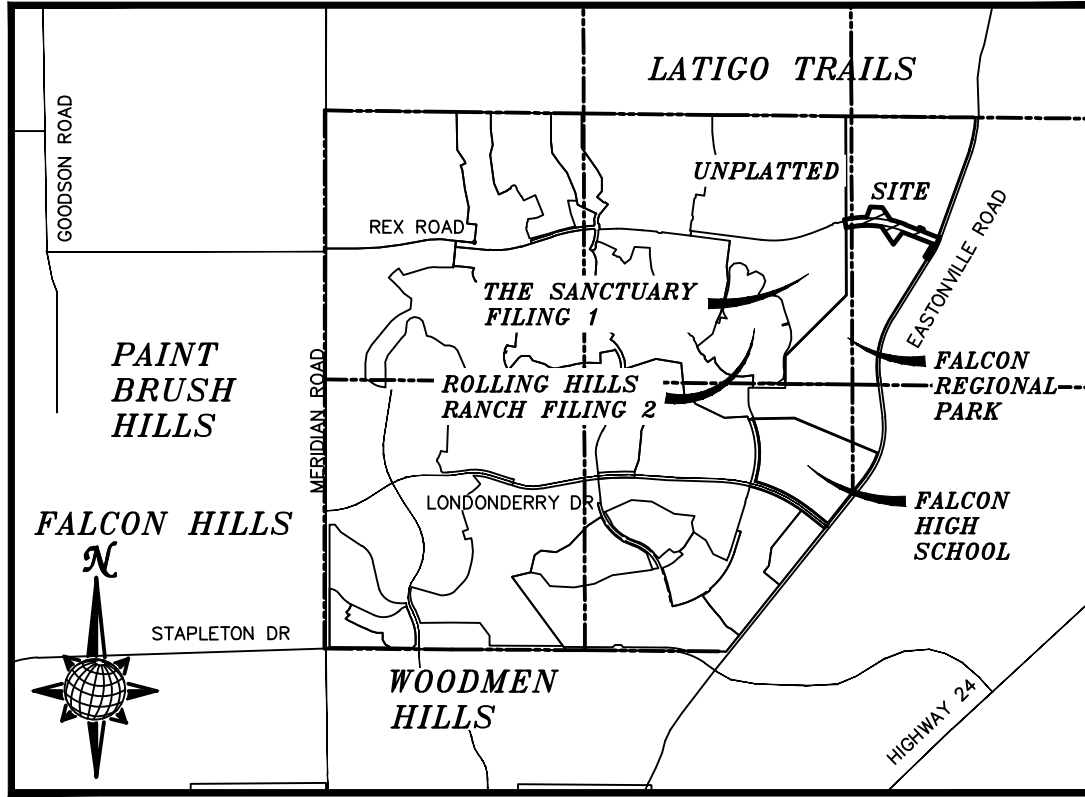 LATIGO TRAILS
GOODSON ROAD
UNPLATTED
SITE
REX ROAD
EASTONVILLE ROAD
THE SANCTUARY
FILING 1
PAINT
BRUSH
HILLS
MERIDIAN ROAD
FALCON
REGIONAL
PARK
ROLLING HILLS
RANCH FILING 2
LONDONDERRY DR
FALCON HILLS
FALCON
HIGH
SCHOOL
N
STAPLETON DR
WOODMEN
HILLS
HIGHWAY 24